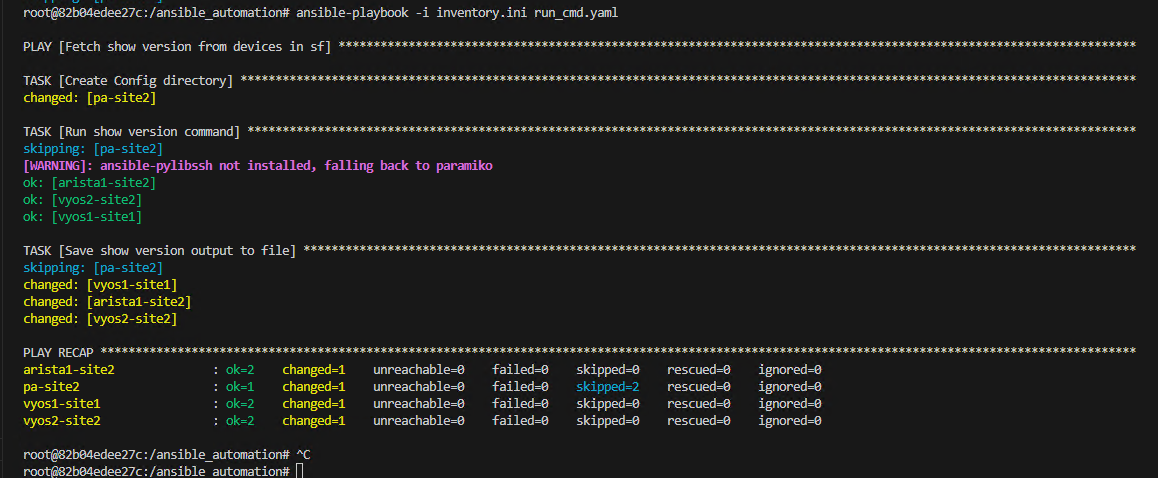 root@82b04edee27c:/ansible_automation# ansible-playbook -i inventory.ini run_cmd.yaml
PLAY [Fetch show version from devices in sf] ******************************************************************************************************************
TASK [Create Config directory] ********************************************************************************************************************************
changed: [pa-site2]
TASK [Run show version command] *******************************************************************************************************************************
skipping: [pa-site2]
[WARNING]: ansible-pylibssh not installed, falling back to paramiko
ok: [arista1-site2]
ok: [vyos2-site2]
ok: [vyos1-site1]
TASK [Save show version output to file] ***********************************************************************************************************************
skipping: [pa-site2]
changed: [vyos1-site1]
changed: [arista1-site2]
changed: [vyos2-site2]
PLAY RECAP ****************************************************************************************************************************************************
arista1-site2              : ok=2    changed=1    unreachable=0    failed=0    skipped=0    rescued=0    ignored=0
pa-site2                   : ok=1    changed=1    unreachable=0    failed=0    skipped=2    rescued=0    ignored=0
vyos1-site1                : ok=2    changed=1    unreachable=0    failed=0    skipped=0    rescued=0    ignored=0
vyos2-site2                : ok=2    changed=1    unreachable=0    failed=0    skipped=0    rescued=0    ignored=0
root@82b04edee27c:/ansible_automation# ^C
root@82b04edee27c:/ansible_automation#